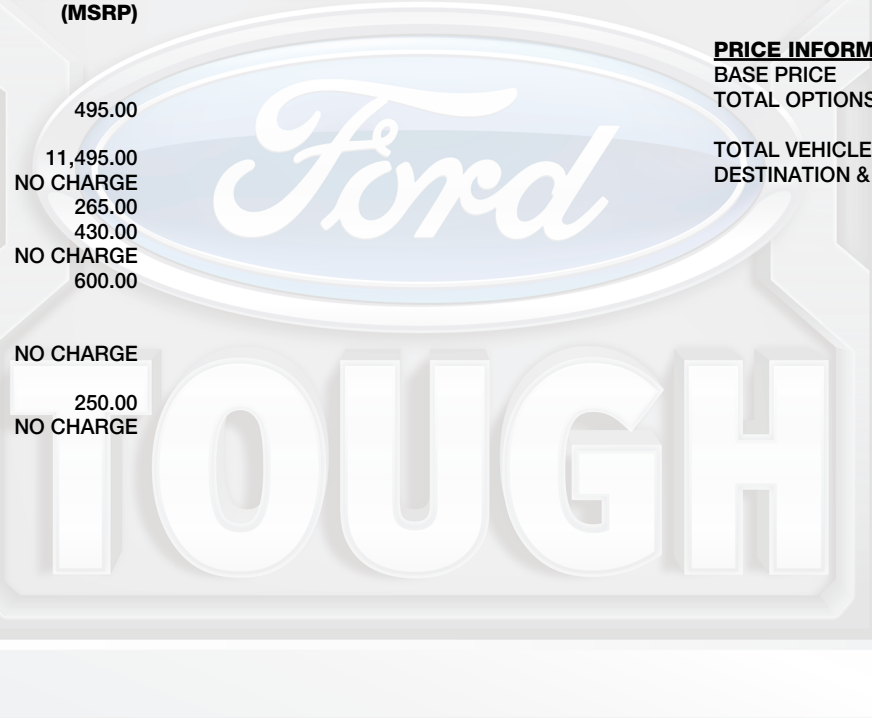 (MSRP)
495.00
11,495.00
NO CHARGE
265.00
430.00
NO CHARGE
600.00
NO CHARGE
250.00
NO CHARGE
PRICE INFORM
BASE PRICE
TOTAL OPTIONS
TOTAL VEHICLE
DESTINATION &
Ford
TOUGH